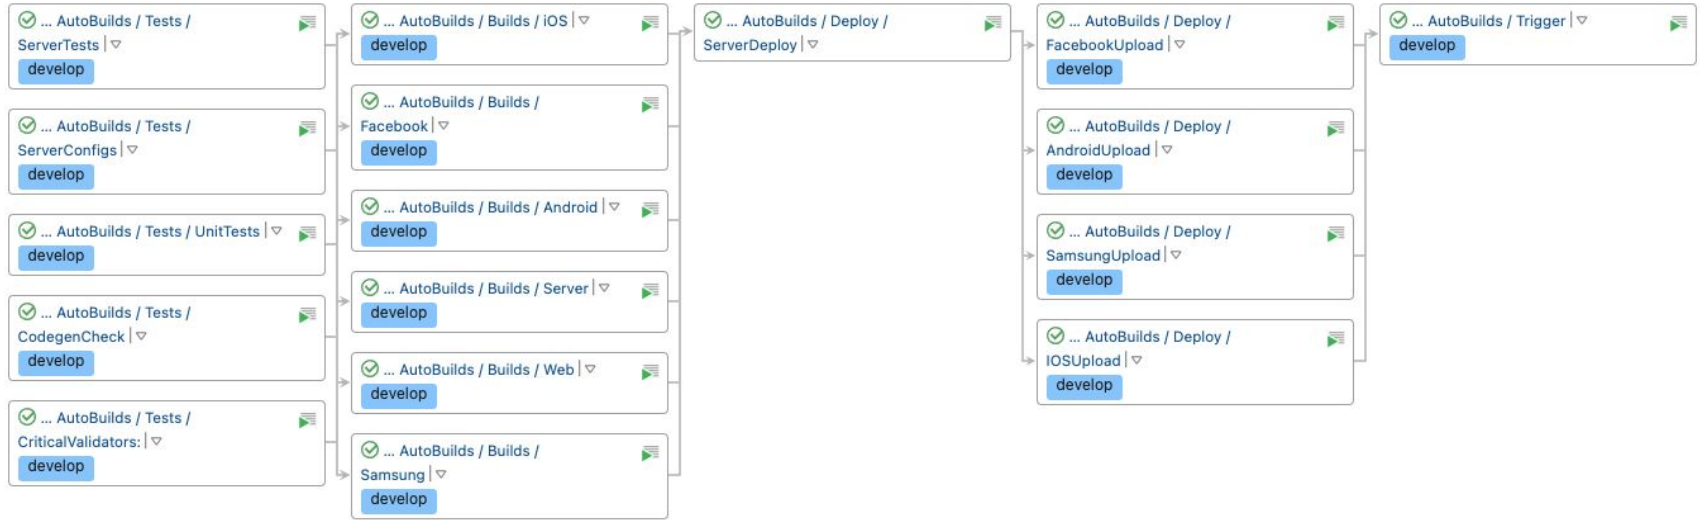 ... AutoBuilds / Tests /
ServerTests
develop
... AutoBuilds / Tests /
ServerConfigs
develop
... AutoBuilds / Tests / UnitTests
develop
... AutoBuilds / Tests /
CodegenCheck
develop
... AutoBuilds / Tests /
CriticalValidators:
develop
... AutoBuilds / Builds / iOS
develop
... AutoBuilds / Builds /
Facebook
develop
... AutoBuilds / Builds / Android
develop
... AutoBuilds / Builds / Server
develop
... AutoBuilds / Builds / Web
develop
... AutoBuilds / Builds /
Samsung
develop
... AutoBuilds / Deploy /
ServerDeploy
... AutoBuilds / Deploy /
FacebookUpload
develop
... AutoBuilds / Deploy /
AndroidUpload
develop
... AutoBuilds / Deploy /
SamsungUpload
develop
... AutoBuilds / Deploy /
IOSUpload
develop
... AutoBuilds / Trigger
develop